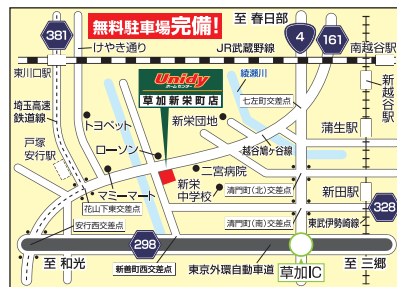 無料駐車場完備！
至 春日部
381
けやき通り
JR武蔵野線
4
161
南越谷駅
東川口駅
Unidy
ホームセンター
草加新栄町店
綾瀬川
新越谷駅
埼玉高速鉄道線
七左町交差点
トヨペット
新栄団地
蒲生駅
戸塚安行駅
ローソン
越谷鳩ヶ谷線
二宮病院
マミーマート
新栄中学校
清門町(北)交差点
新田駅
花山下東交差点
清門町(南)交差点
東武伊勢崎線
328
安行西交差点
298
至 和光
新善町西交差点
東京外環自動車道
草加IC
至 三郷